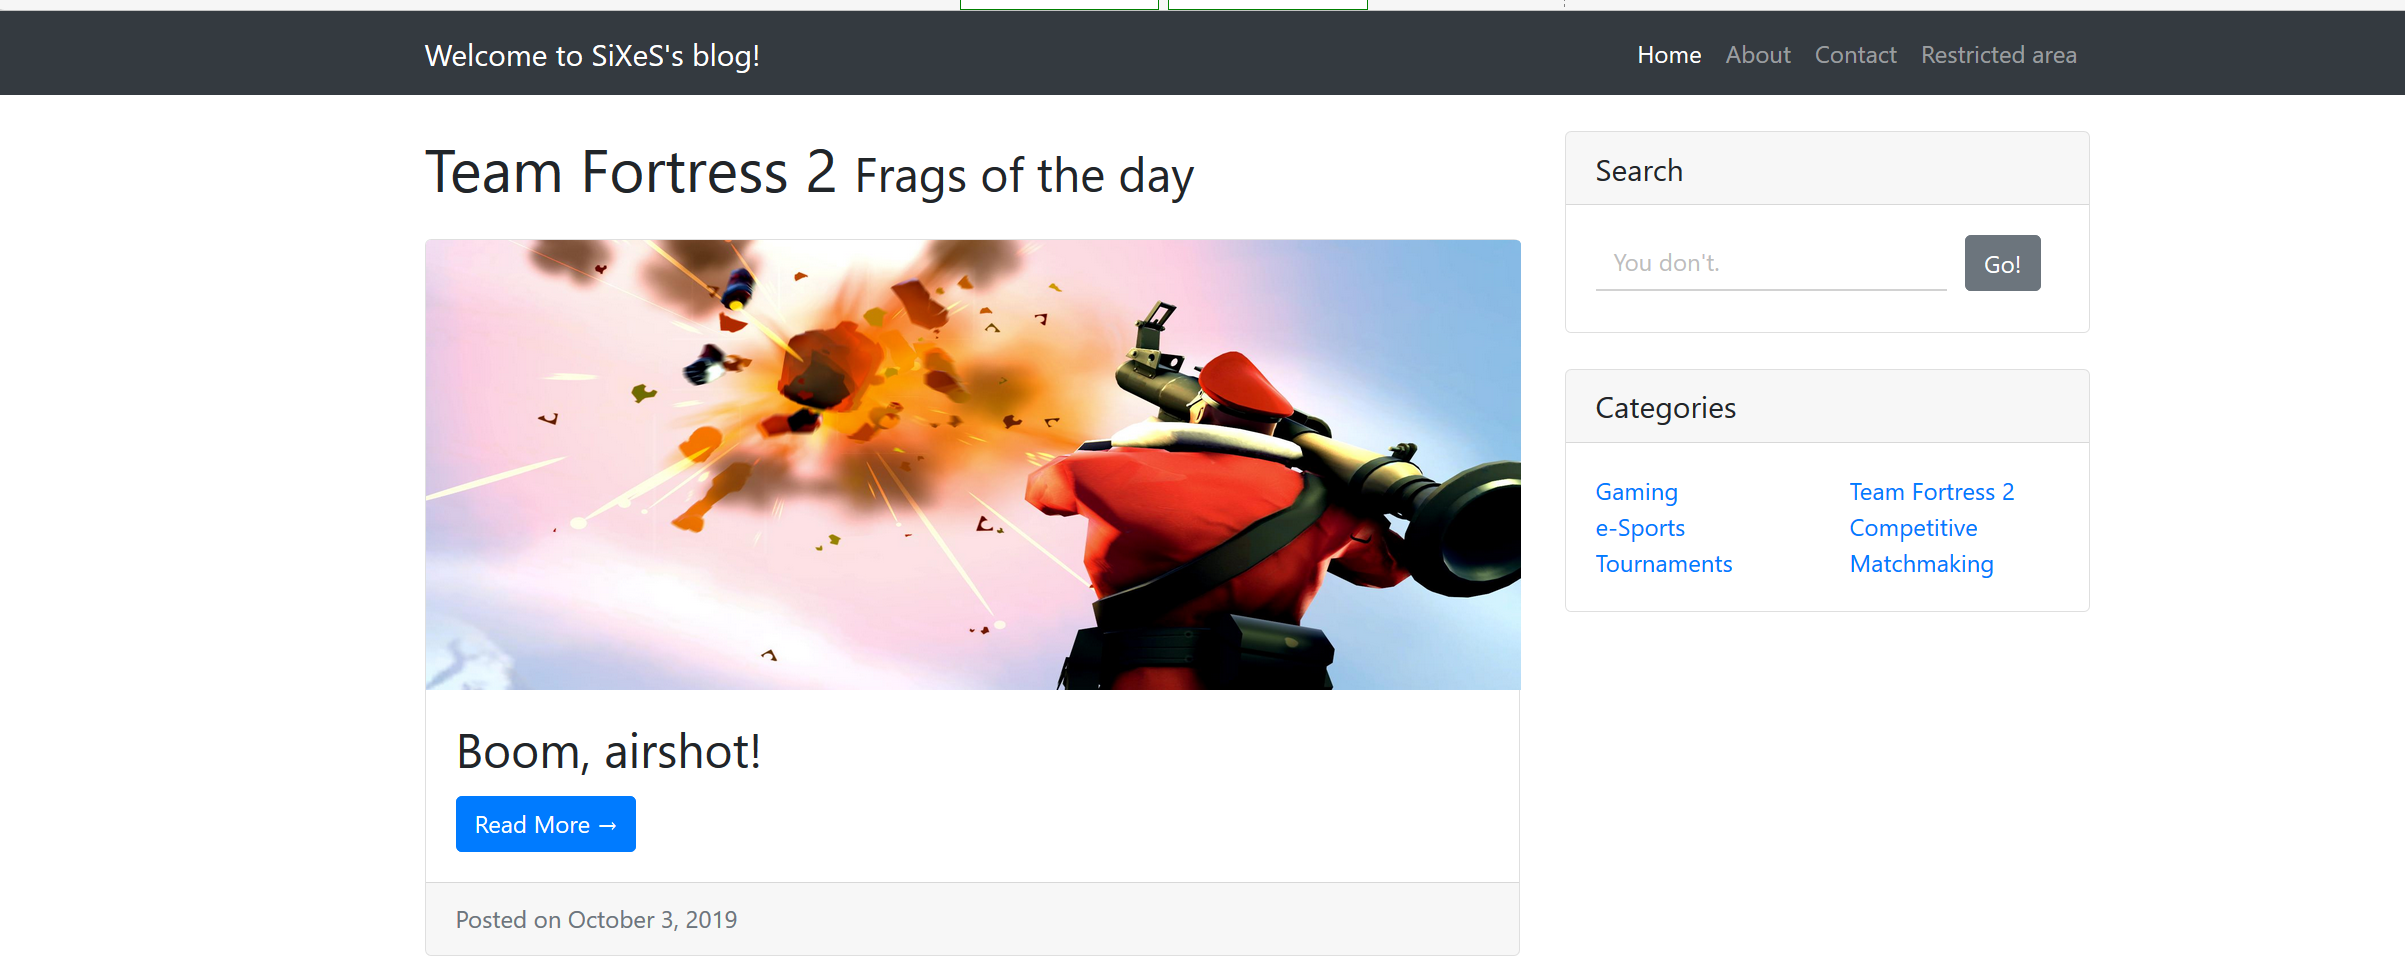 Welcome to SiXeS's blog!
Home About Contact Restricted area
Team Fortress 2 Frags of the day
Boom, airshot!
Read More →
Posted on October 3, 2019
Search
You don't.
Go!
Categories
Gaming
e-Sports
Tournaments
Team Fortress 2
Competitive
Matchmaking